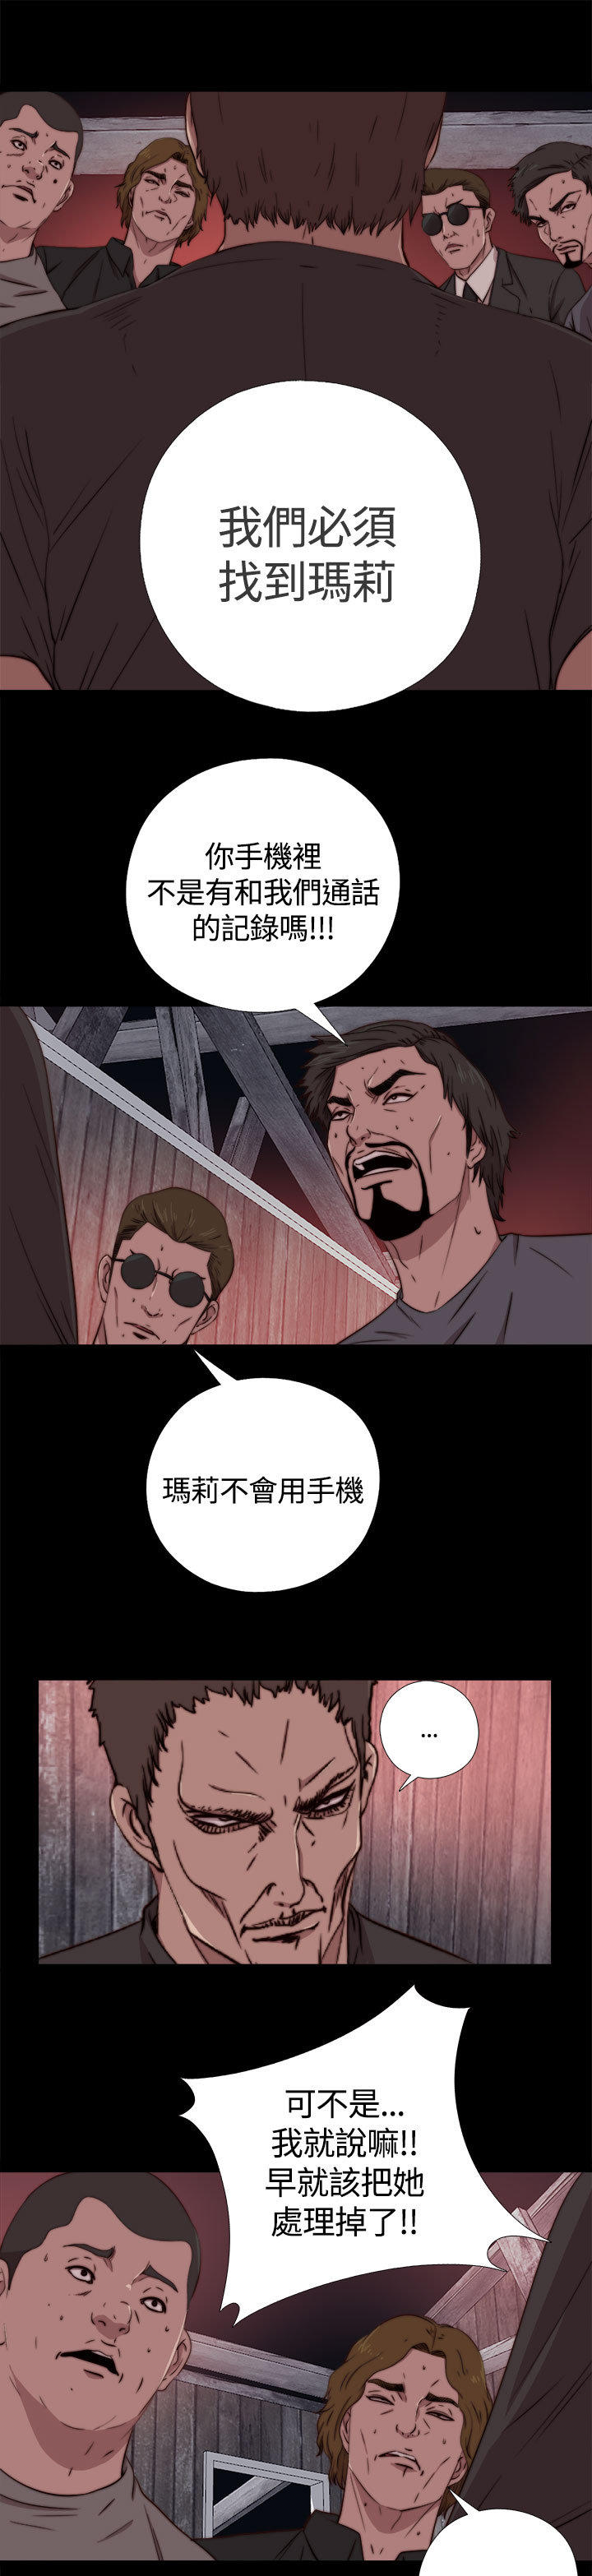 我們必須
找到瑪莉
你手機裡
不是有和我們通話
的記錄嗎!!!
瑪莉不會用手機
...
可不是...
我就說嘛!!
早就該把她
處理掉了!!